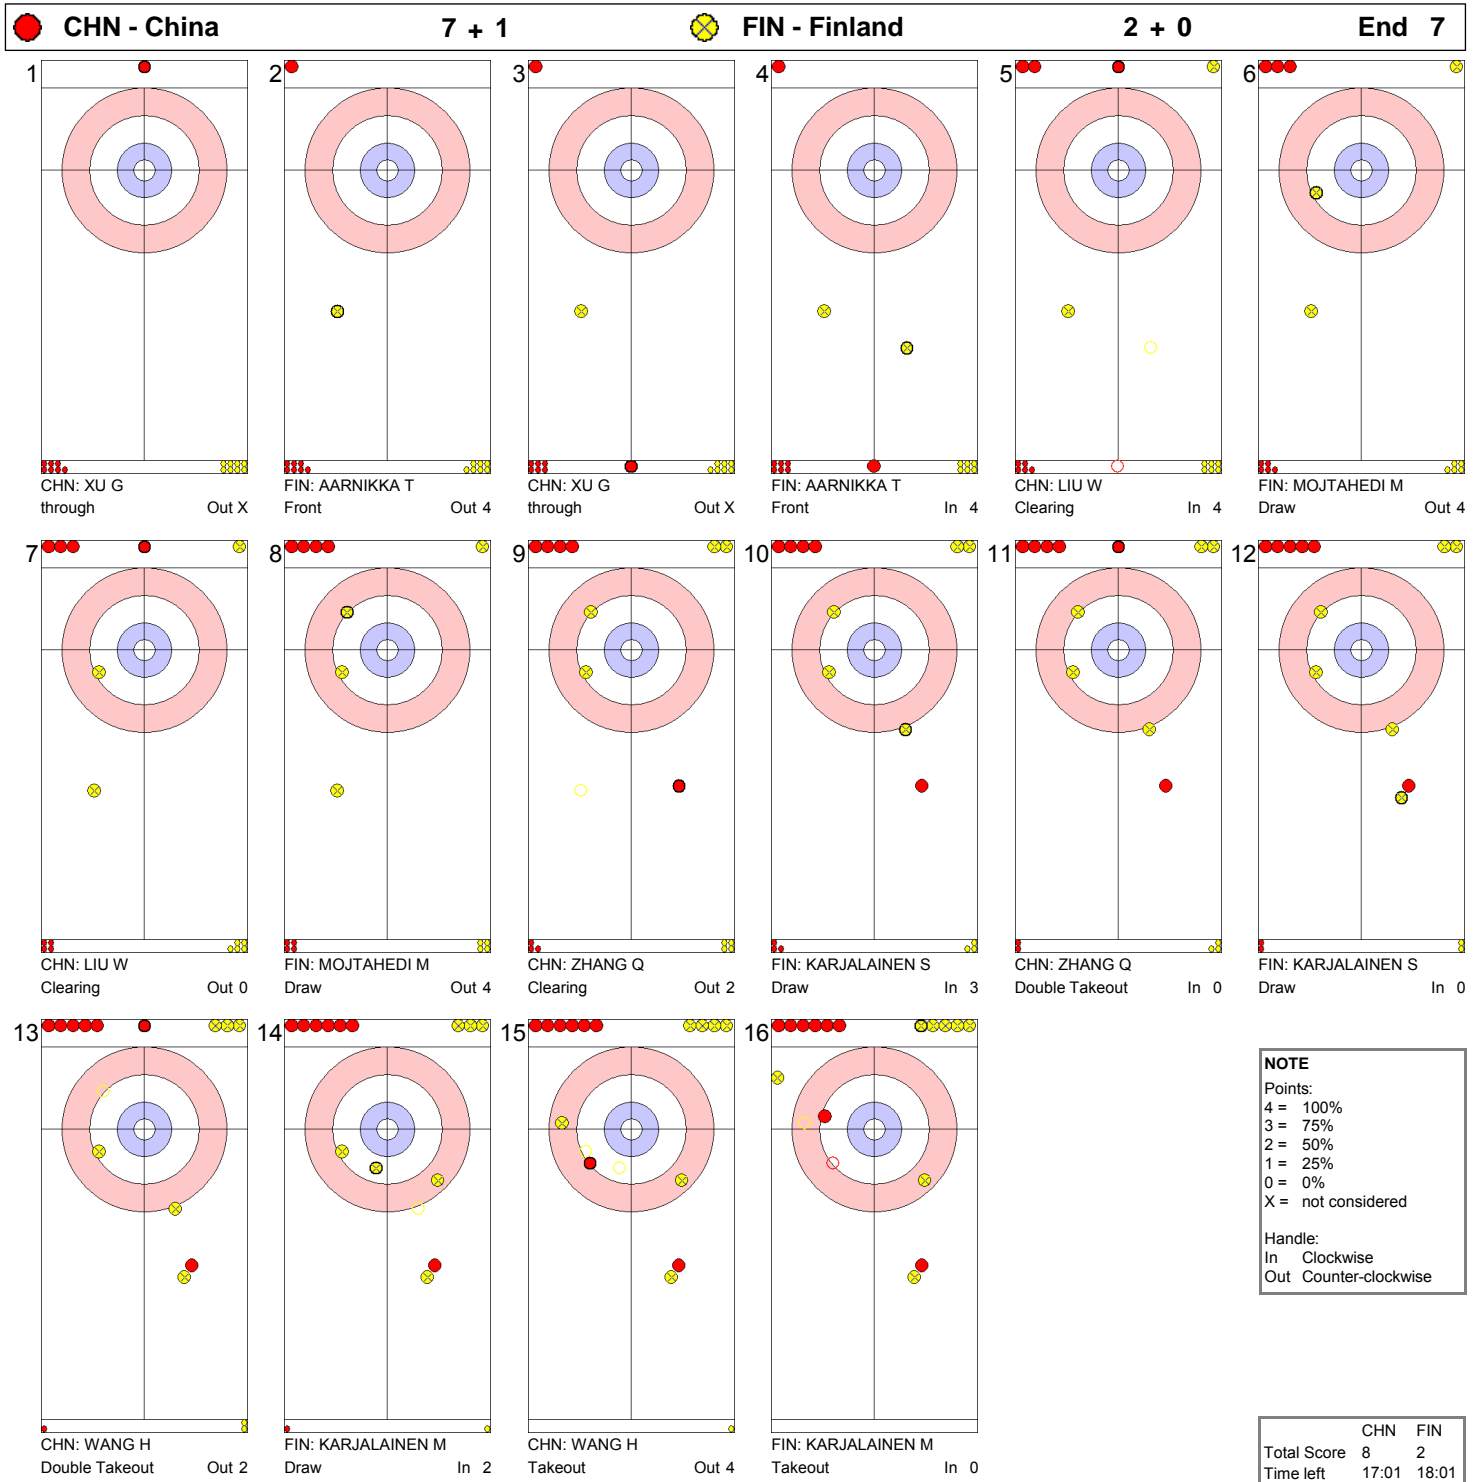 CHN - China 7 + 1 FIN - Finland 2 + 0 End 7
1 2 3 4 5 6
CHN: XU G FIN: AARNIKKA T CHN: XU G FIN: AARNIKKA T CHN: LIU W FIN: MOJTAHEDI M
through Out X Front Out 4 through Out X Front In 4 Clearing In 4 Draw Out 4
7 8 9 10 11 12
CHN: LIU W FIN: MOJTAHEDI M CHN: ZHANG Q FIN: KARJALAINEN S CHN: ZHANG Q FIN: KARJALAINEN S
Clearing Out 0 Draw Out 4 Clearing Out 2 Draw In 3 Double Takeout In 0 Draw In 0
13 14 15 16
CHN: WANG H FIN: KARJALAINEN M CHN: WANG H FIN: KARJALAINEN M
Double Takeout Out 2 Draw In 2 Takeout Out 4 Takeout In 0
NOTE
Points:
4 = 100%
3 = 75%
2 = 50%
1 = 25%
0 = 0%
X = not considered
Handle:
In Clockwise
Out Counter-clockwise
CHN FIN
Total Score 8 2
Time left 17:01 18:01